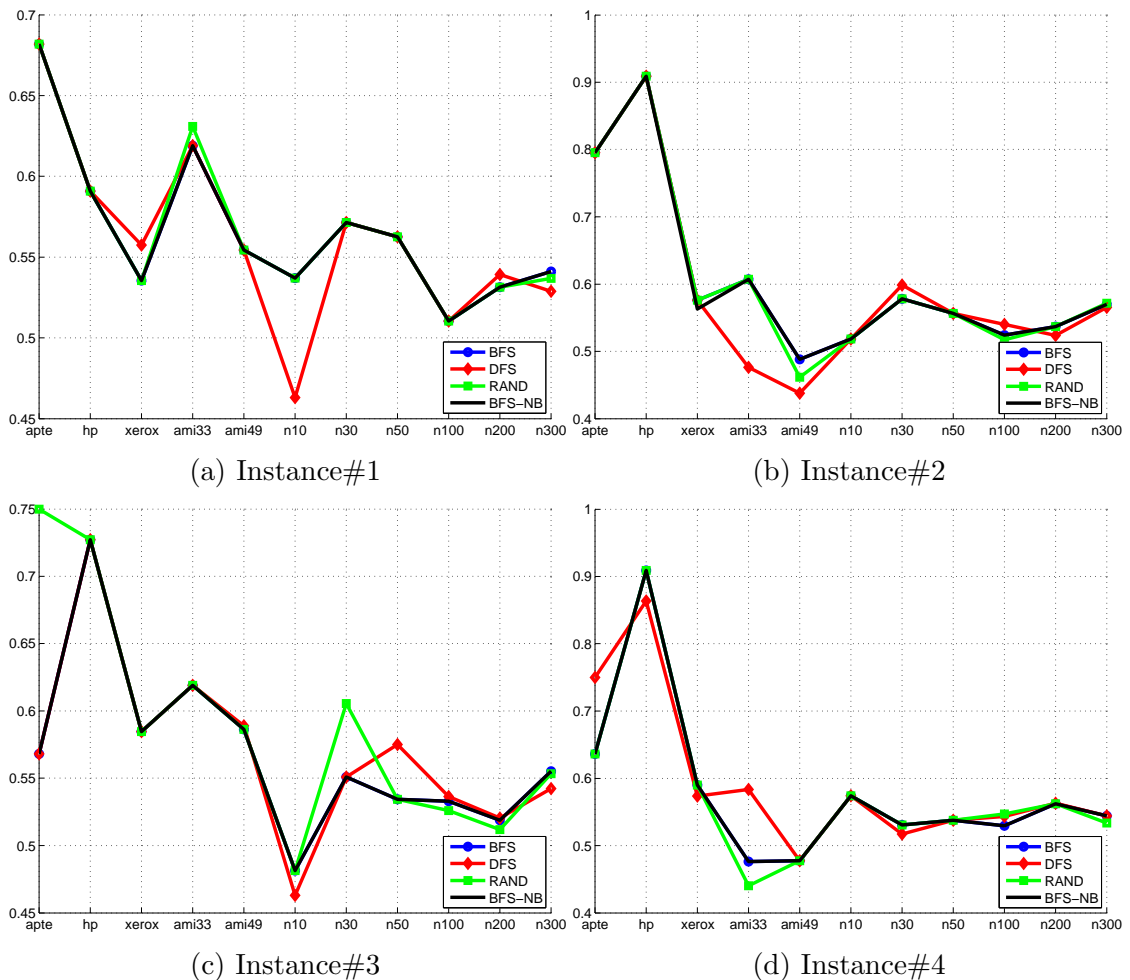 0.7
0.65
0.6
0.55
0.5
0.45
apte hp xerox ami33 ami49 n10 n30 n50 n100 n200 n300
BFS
DFS
RAND
BFS-NB
(a) Instance#1
1
0.9
0.8
0.7
0.6
0.5
0.4
apte hp xerox ami33 ami49 n10 n30 n50 n100 n200 n300
BFS
DFS
RAND
BFS-NB
(b) Instance#2
0.75
0.7
0.65
0.6
0.55
0.5
0.45
apte hp xerox ami33 ami49 n10 n30 n50 n100 n200 n300
BFS
DFS
RAND
BFS-NB
(c) Instance#3
1
0.9
0.8
0.7
0.6
0.5
0.4
apte hp xerox ami33 ami49 n10 n30 n50 n100 n200 n300
BFS
DFS
RAND
BFS-NB
(d) Instance#4